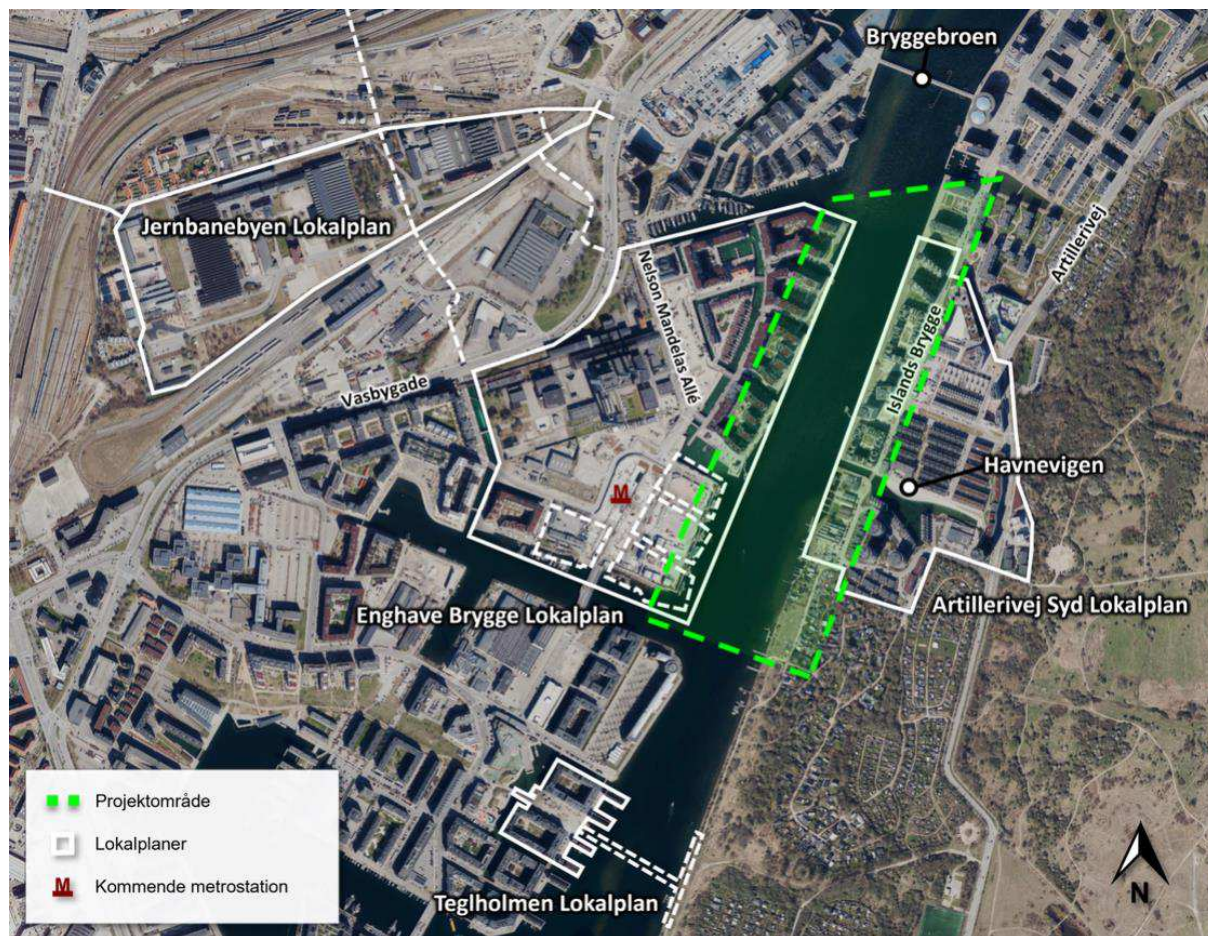 Bryggebroen
Jernbanebyen Lokalplan
Artillerivej
Nelson Mandelas Allé
Islands Brygge
Vasbygade
Havnevigen
M
Enghave Brygge Lokalplan
Artillerivej Syd Lokalplan
Projektområde
Lokalplaner
M Kommende metrostation
Teglholmen Lokalplan
N